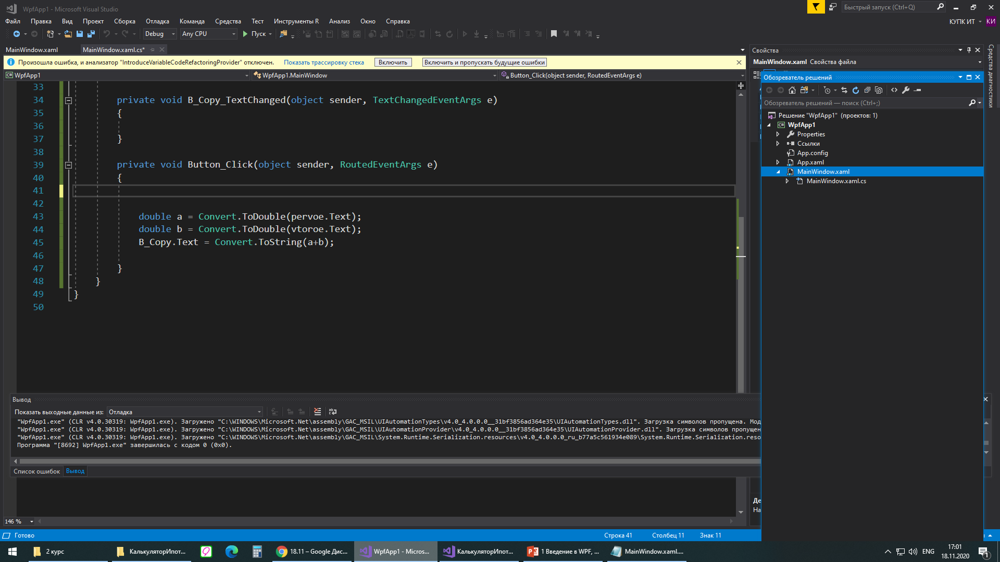 WpfApp1 - Microsoft Visual Studio
Быстрый запуск (Ctrl+Q)
Файл Правка Вид Проект Сборка Отладка Команда Средства Тест Инструменты R Анализ Окно Справка
КУПК ИТ КИ
Debug Any CPU Пуск
MainWindow.xaml MainWindow.xaml.cs*
Произошла ошибка, и анализатор "IntroduceVariableCodeRefactoringProvider" отключен. Показать трассировку стека Включить Включить и пропускать будущие ошибки
WpfApp1 WpfApp1.MainWindow Button_Click(object sender, RoutedEventArgs e)
33
34 private void B_Copy_TextChanged(object sender, TextChangedEventArgs e)
35 {
36
37 }
38
39 private void Button_Click(object sender, RoutedEventArgs e)
40 {
41
42
43 double a = Convert.ToDouble(pervoe.Text);
44 double b = Convert.ToDouble(vtoroe.Text);
45 B_Copy.Text = Convert.ToString(a+b);
46
47 }
48 }
49 }
50
Свойства
MainWindow.xaml Свойства файла
Обозреватель решений
Обозреватель решений — поиск (Ctrl+;)
Решение "WpfApp1" (проектов: 1)
WpfApp1
Properties
Ссылки
App.config
App.xaml
MainWindow.xaml
MainWindow.xaml.cs
Средства диагностики
Вывод
Показать выходные данные из: Отладка
"WpfApp1.exe" (CLR v4.0.30319: WpfApp1.exe). Загружено "C:\WINDOWS\Microsoft.Net\assembly\GAC_MSIL\UIAutomationTypes\v4.0_4.0.0.0__31bf3856ad364e35\UIAutomationTypes.dll". Загрузка символов пропущена. Мод
"WpfApp1.exe" (CLR v4.0.30319: WpfApp1.exe). Загружено "C:\WINDOWS\Microsoft.Net\assembly\GAC_MSIL\UIAutomationProvider\v4.0_4.0.0.0__31bf3856ad364e35\UIAutomationProvider.dll". Загрузка символов пропущен
"WpfApp1.exe" (CLR v4.0.30319: WpfApp1.exe). Загружено "C:\WINDOWS\Microsoft.Net\assembly\GAC_MSIL\System.Runtime.Serialization.resources\v4.0_4.0.0.0_ru_b77a5c561934e089\System.Runtime.Serialization.reso
Программа "[8692] WpfApp1.exe" завершилась с кодом 0 (0x0).
Список ошибок Вывод
Де
На
146 %
Готово Строка 41 Столбец 11 Знак 11
2 курс КалькуляторИпот... 18.11 – Google Дис... WpfApp1 - Micros... КалькуляторИпот... 1 Введение в WPF, ... MainWindow.xaml.... ENG 17:01
18.11.2020
1